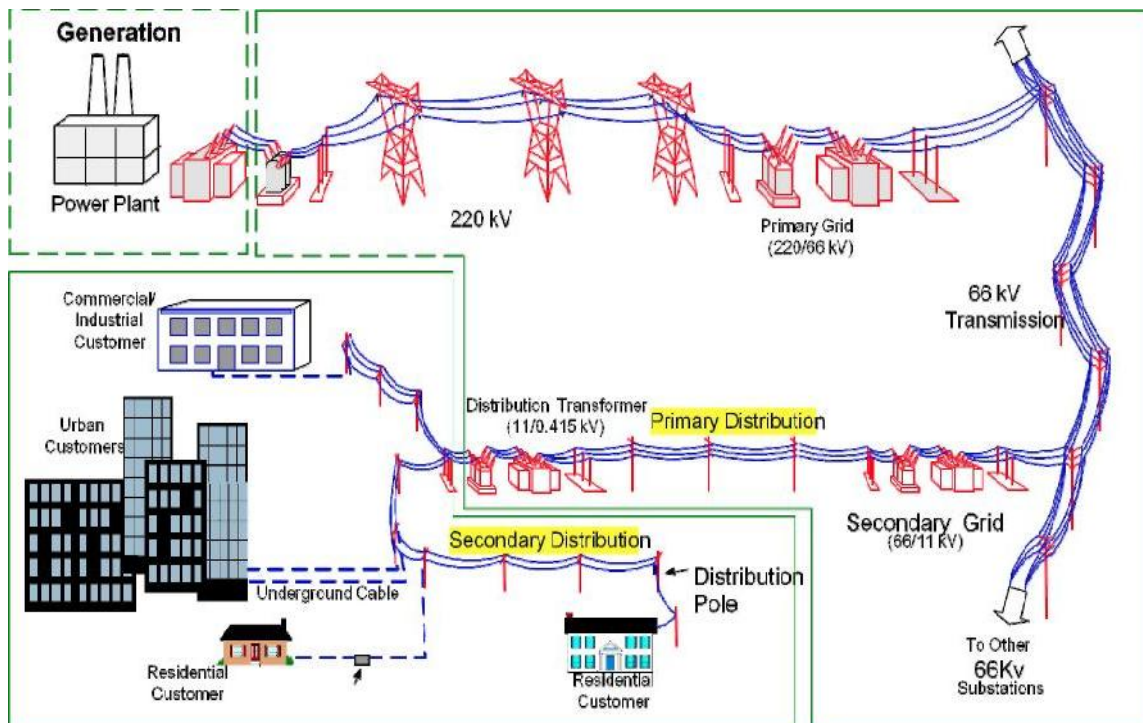 Generation
Power Plant
220 kV
Primary Grid
(220/66 kV)
66 kV
Transmission
Commercial/
Industrial
Customer
Distribution Transformer
(11/0.415 kV)
Primary Distribution
Urban
Customers
Secondary Grid
(66/11 kV)
Secondary Distribution
Distribution
Pole
Underground Cable
Residential
Customer
Residential
Customer
To Other
66Kv
Substations